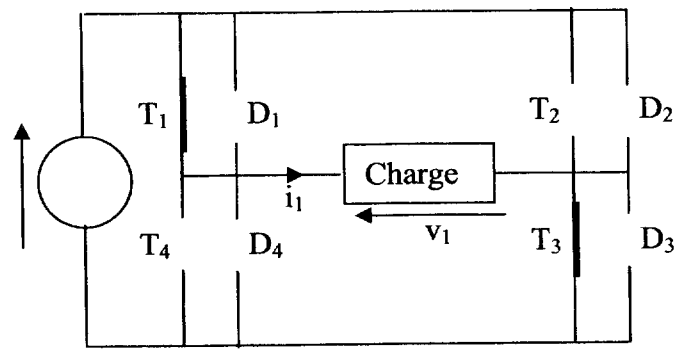 T₁ D₁ T₂ D₂
Charge
i₁
v₁
T₄ D₄ T₃ D₃